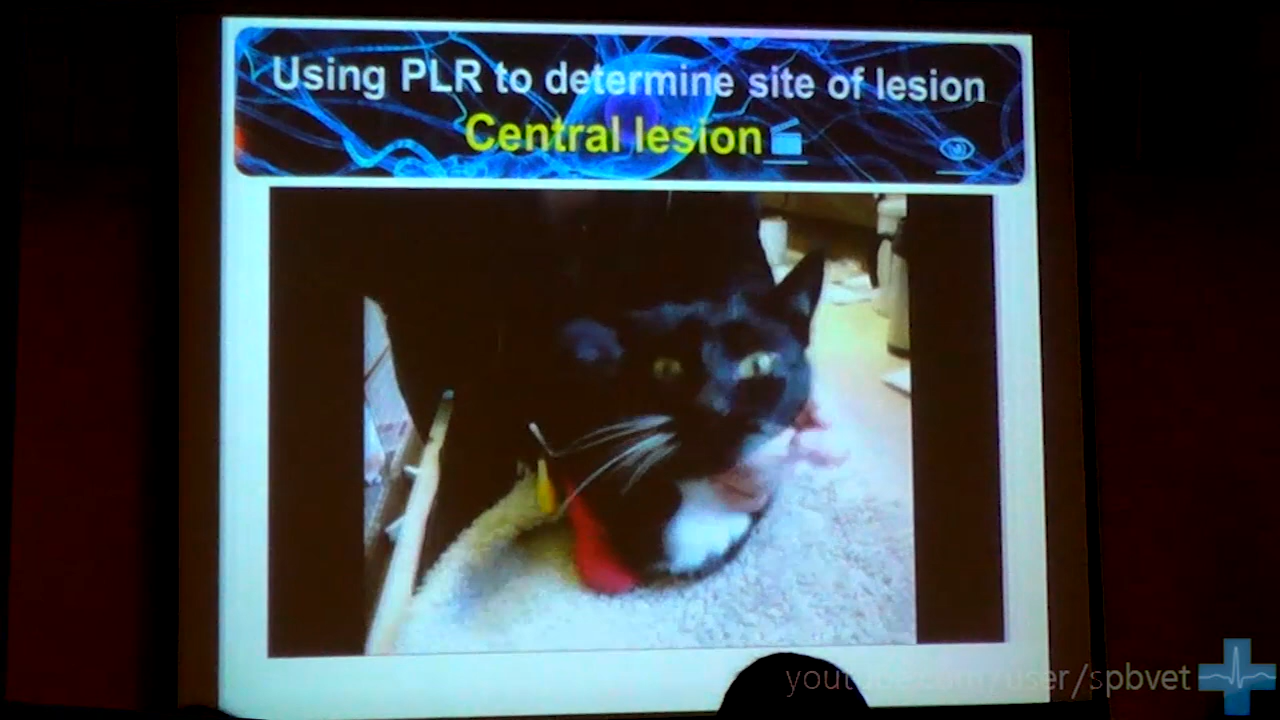 Using PLR to determine site of lesion
Central lesion
youtube.com/user/spbvet